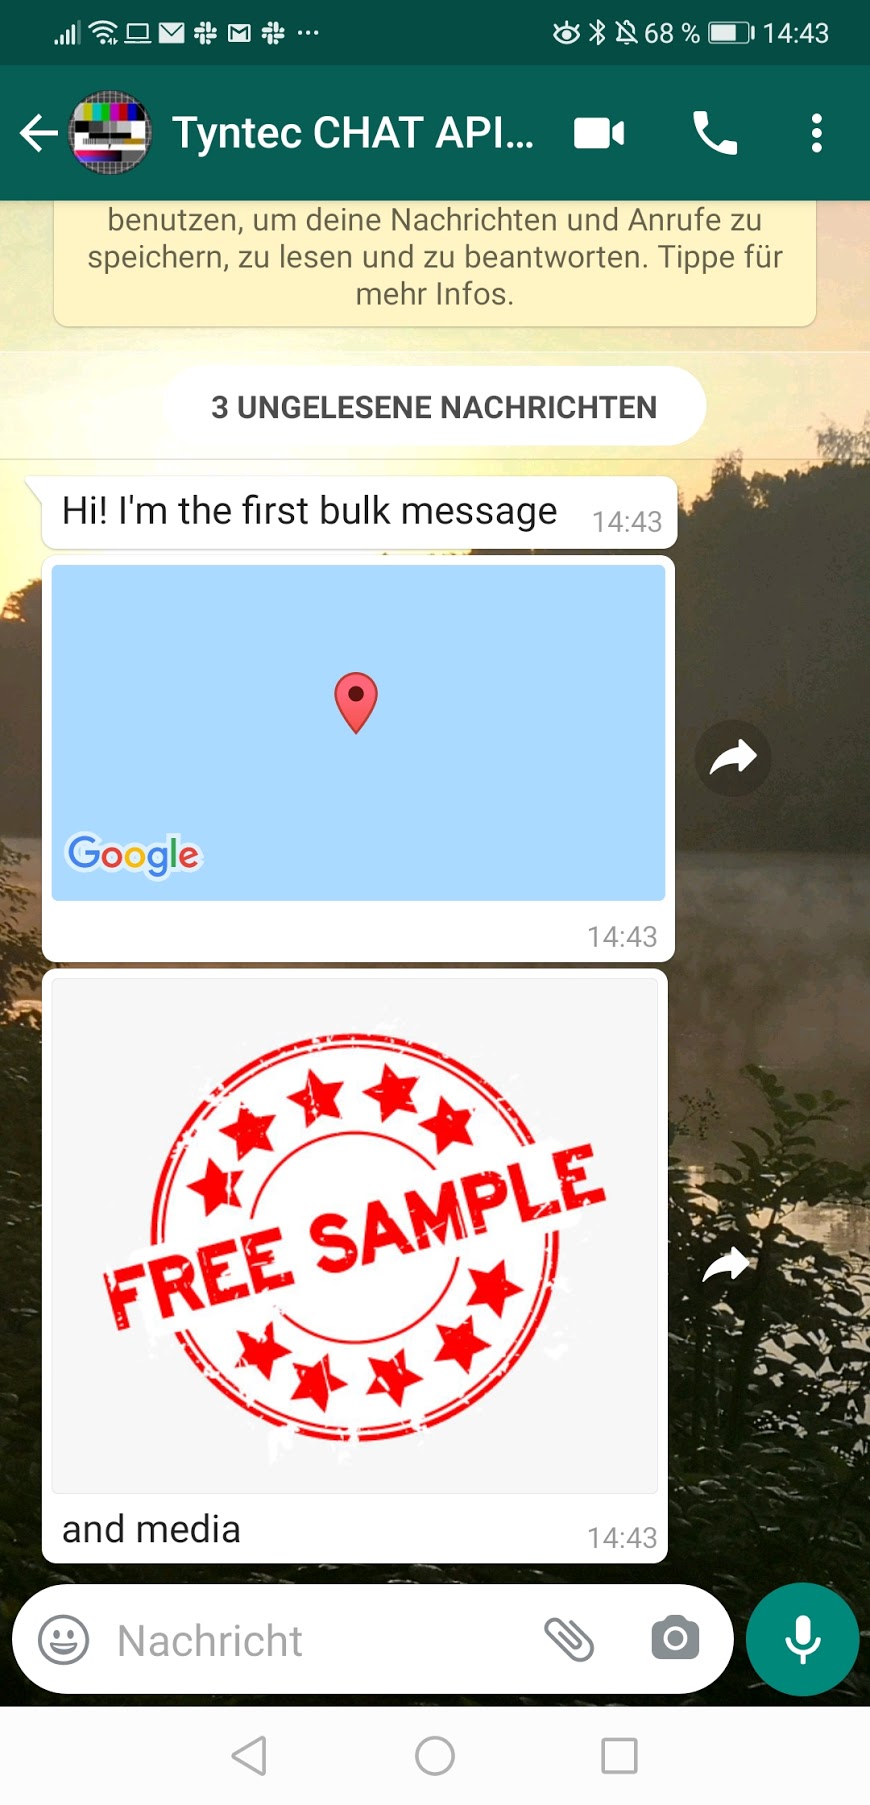 68 % 14:43
Tyntec CHAT API...
benutzen, um deine Nachrichten und Anrufe zu
speichern, zu lesen und zu beantworten. Tippe für
mehr Infos.
3 UNGELESENE NACHRICHTEN
Hi! I'm the first bulk message 14:43
Google
14:43
FREE SAMPLE
and media 14:43
Nachricht